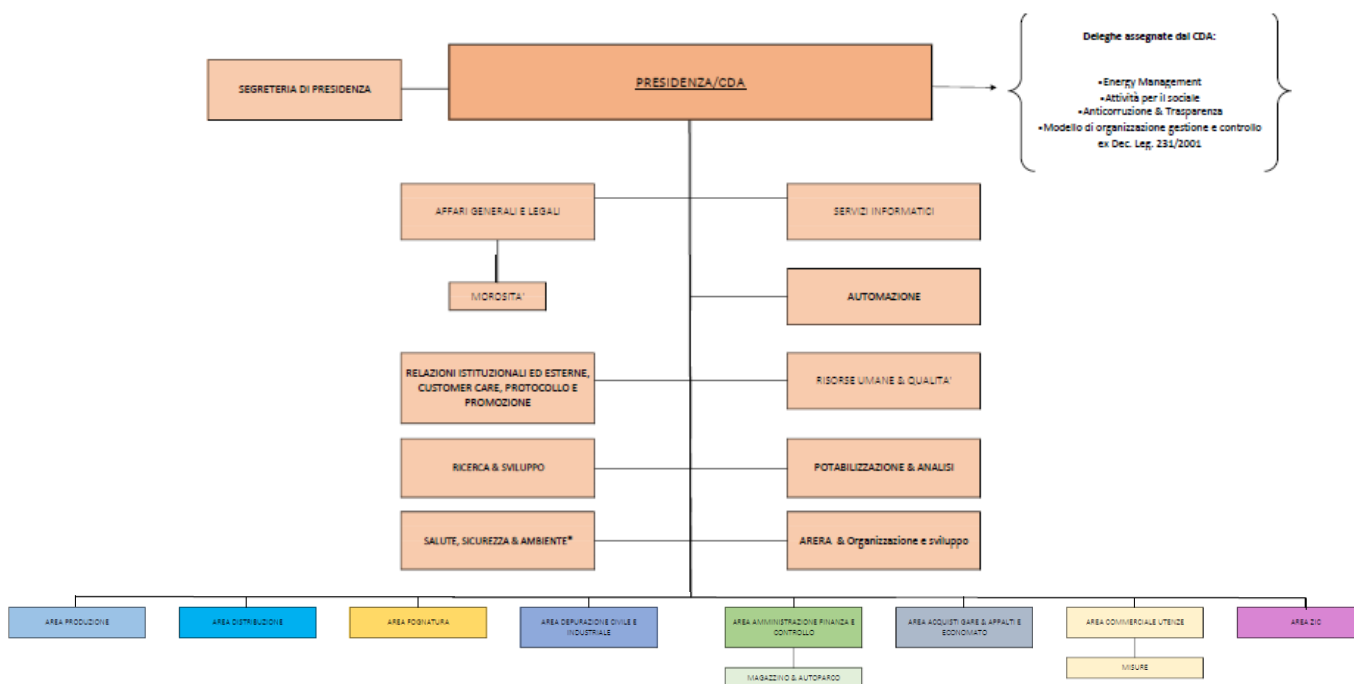 Deleghe assegnate dal CDA:
SEGRETERIA DI PRESIDENZA
PRESIDENZA/CDA
•Energy Management
•Attività per il sociale
•Anticorruzione & Trasparenza
•Modello di organizzazione gestione e controllo
ex Dec. Leg. 231/2001
AFFARI GENERALI E LEGALI
SERVIZI INFORMATICI
MOROSITA'
AUTOMAZIONE
RELAZIONI ISTITUZIONALI ED ESTERNE,
CUSTOMER CARE, PROTOCOLLO E
PROMOZIONE
RISORSE UMANE & QUALITA'
RICERCA & SVILUPPO
POTABILIZZAZIONE & ANALISI
SALUTE, SICUREZZA & AMBIENTE*
ARERA & Organizzazione e sviluppo
AREA PRODUZIONE
AREA DISTRIBUZIONE
AREA FOGNATURA
AREA DEPURAZIONE CIVILE E
INDUSTRIALE
AREA AMMINISTRAZIONE FINANZA E
CONTROLLO
AREA ACQUISTI GARE & APPALTI E
ECONOMATO
AREA COMMERCIALE UTENZE
AREA ZIC
MAGAZZINO & AUTOPARCO
MISURE